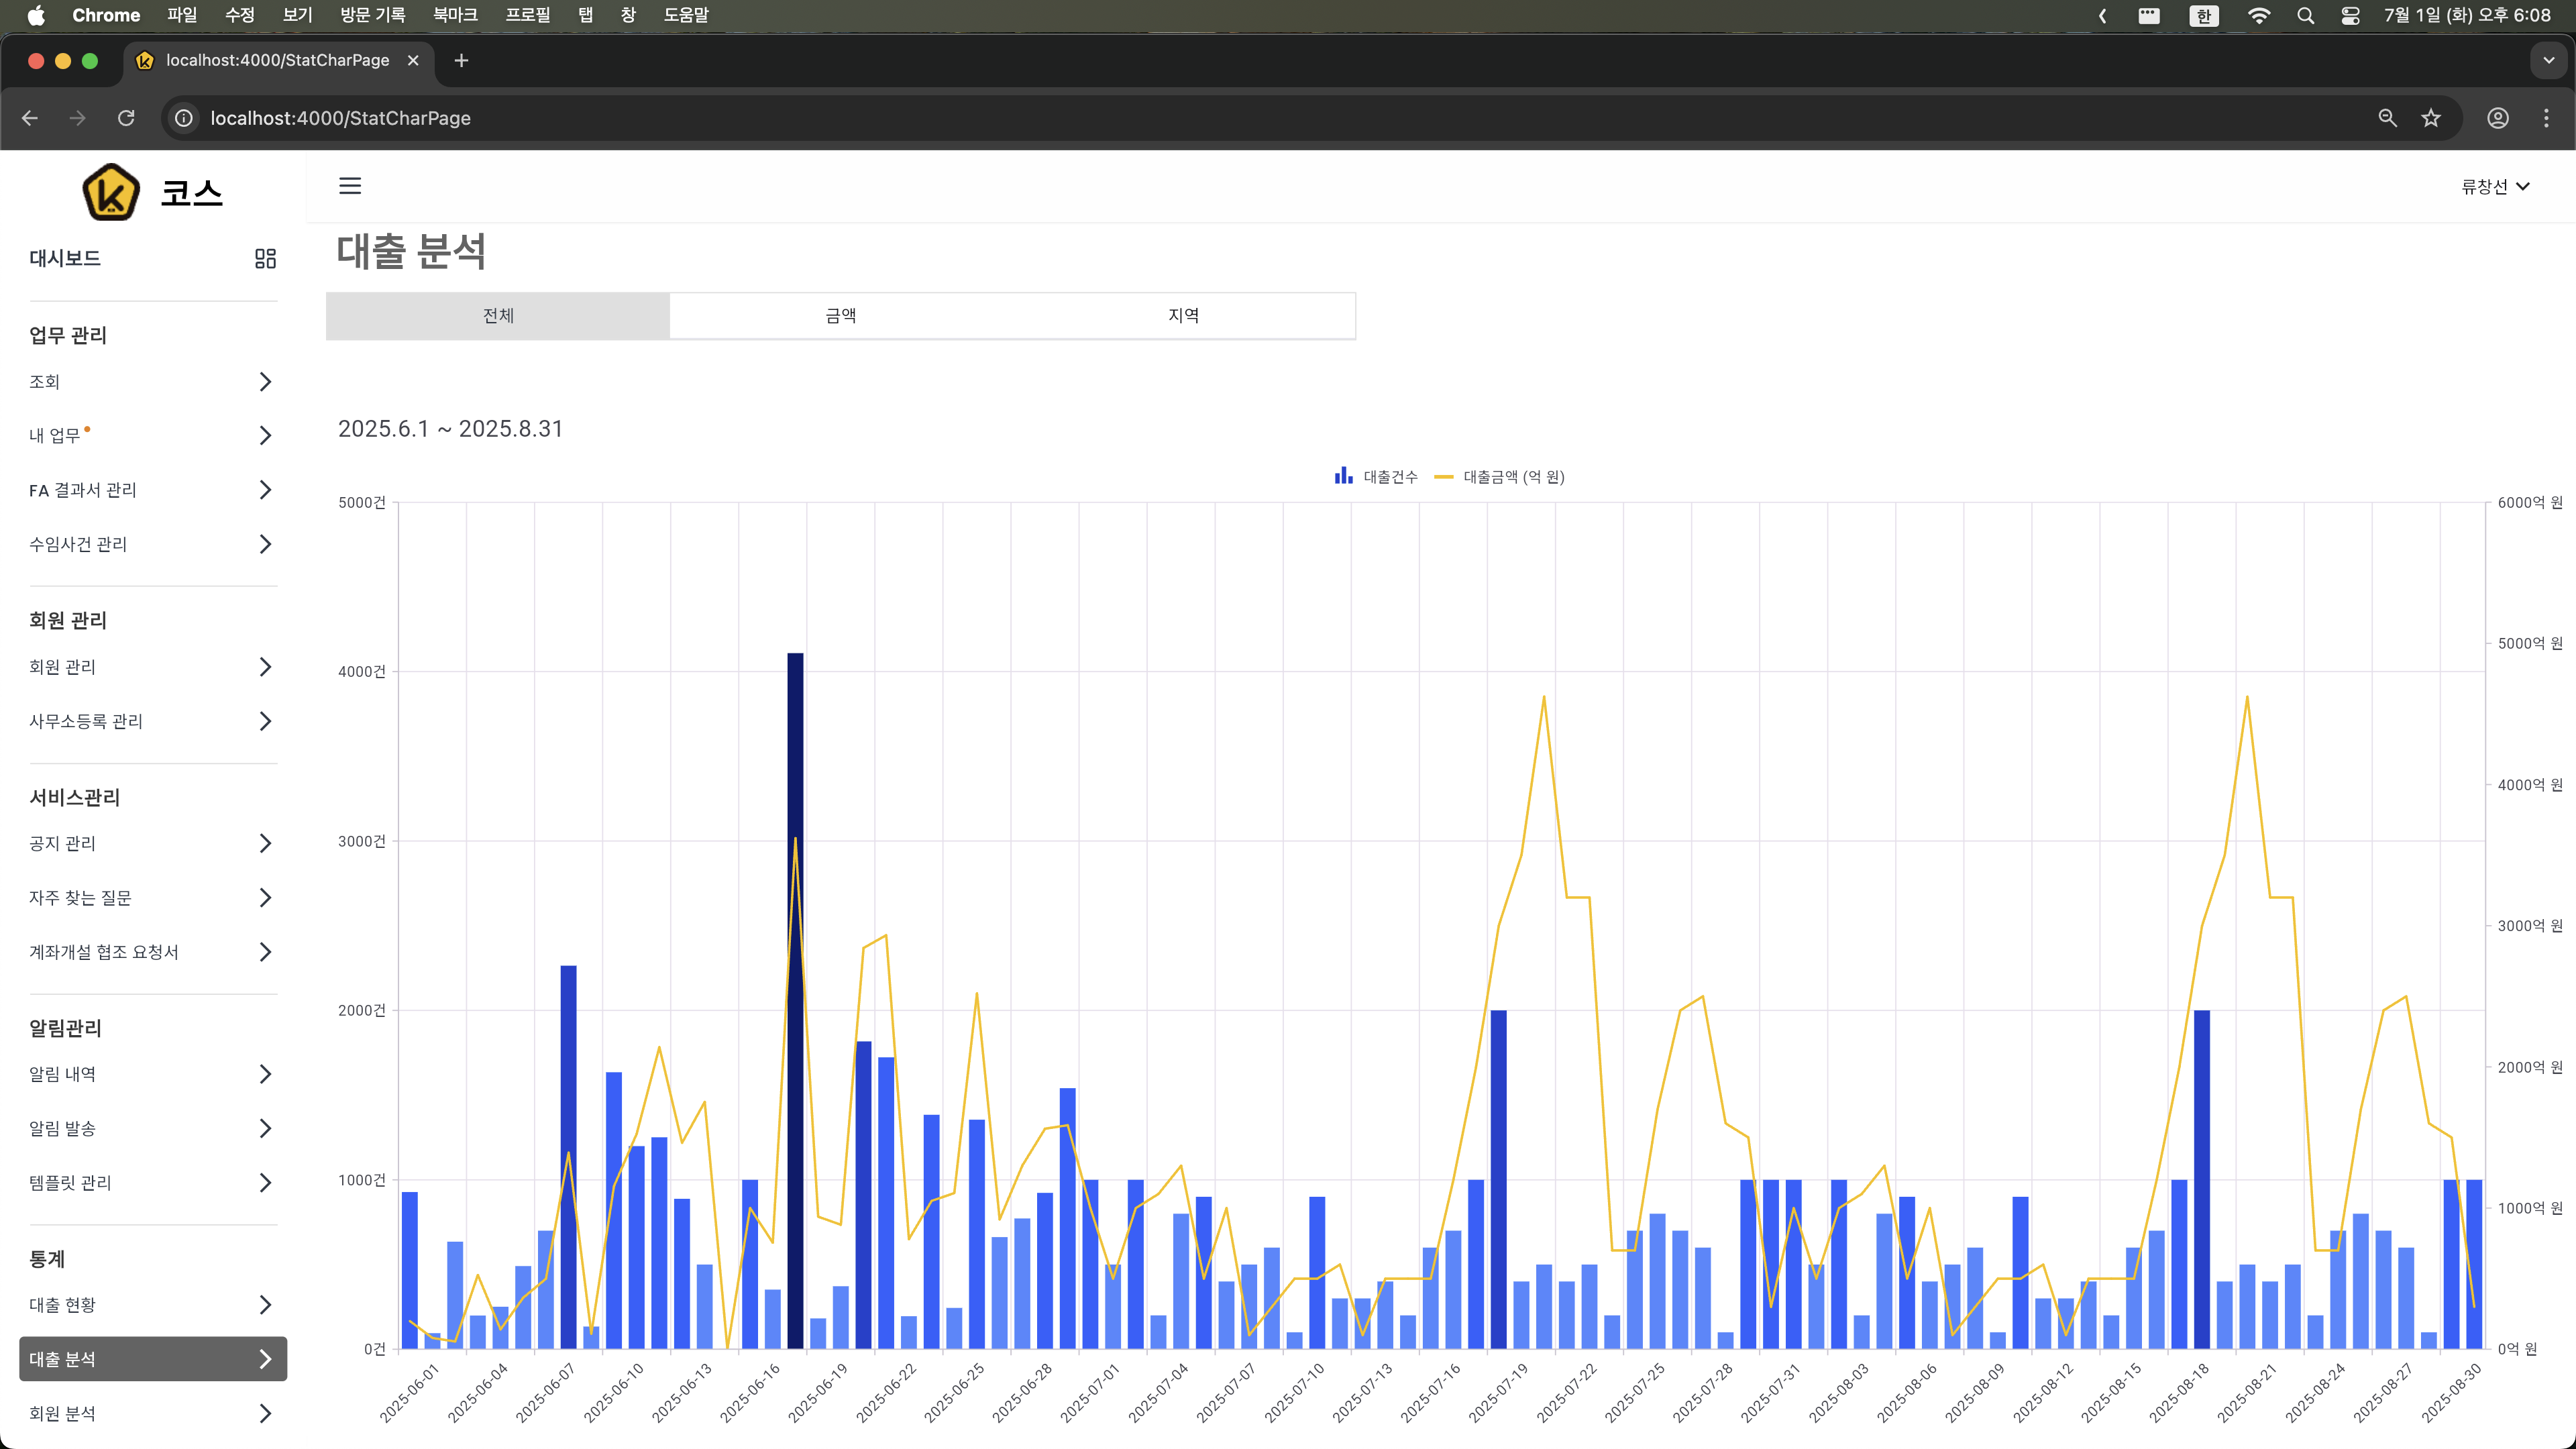 Chrome 파일 수정 보기 방문 기록 북마크 프로필 탭 창 도움말 한 7월 1일 (화) 오후 6:08
localhost:4000/StatCharPage
localhost:4000/StatCharPage
코스
류창선
대시보드
업무 관리
조회
내 업무
FA 결과서 관리
수임사건 관리
회원 관리
회원 관리
사무소등록 관리
서비스관리
공지 관리
자주 찾는 질문
계좌개설 협조 요청서
알림관리
알림 내역
알림 발송
템플릿 관리
통계
대출 현황
대출 분석
회원 분석
대출 분석
전체 금액 지역
2025.6.1 ~ 2025.8.31
대출건수 대출금액 (억 원)
5000건
4000건
3000건
2000건
1000건
0건
6000억 원
5000억 원
4000억 원
3000억 원
2000억 원
1000억 원
0억 원
2025-06-01
2025-06-04
2025-06-07
2025-06-10
2025-06-13
2025-06-16
2025-06-19
2025-06-22
2025-06-25
2025-06-28
2025-07-01
2025-07-04
2025-07-07
2025-07-10
2025-07-13
2025-07-16
2025-07-19
2025-07-22
2025-07-25
2025-07-28
2025-07-31
2025-08-03
2025-08-06
2025-08-09
2025-08-12
2025-08-15
2025-08-18
2025-08-21
2025-08-24
2025-08-27
2025-08-30